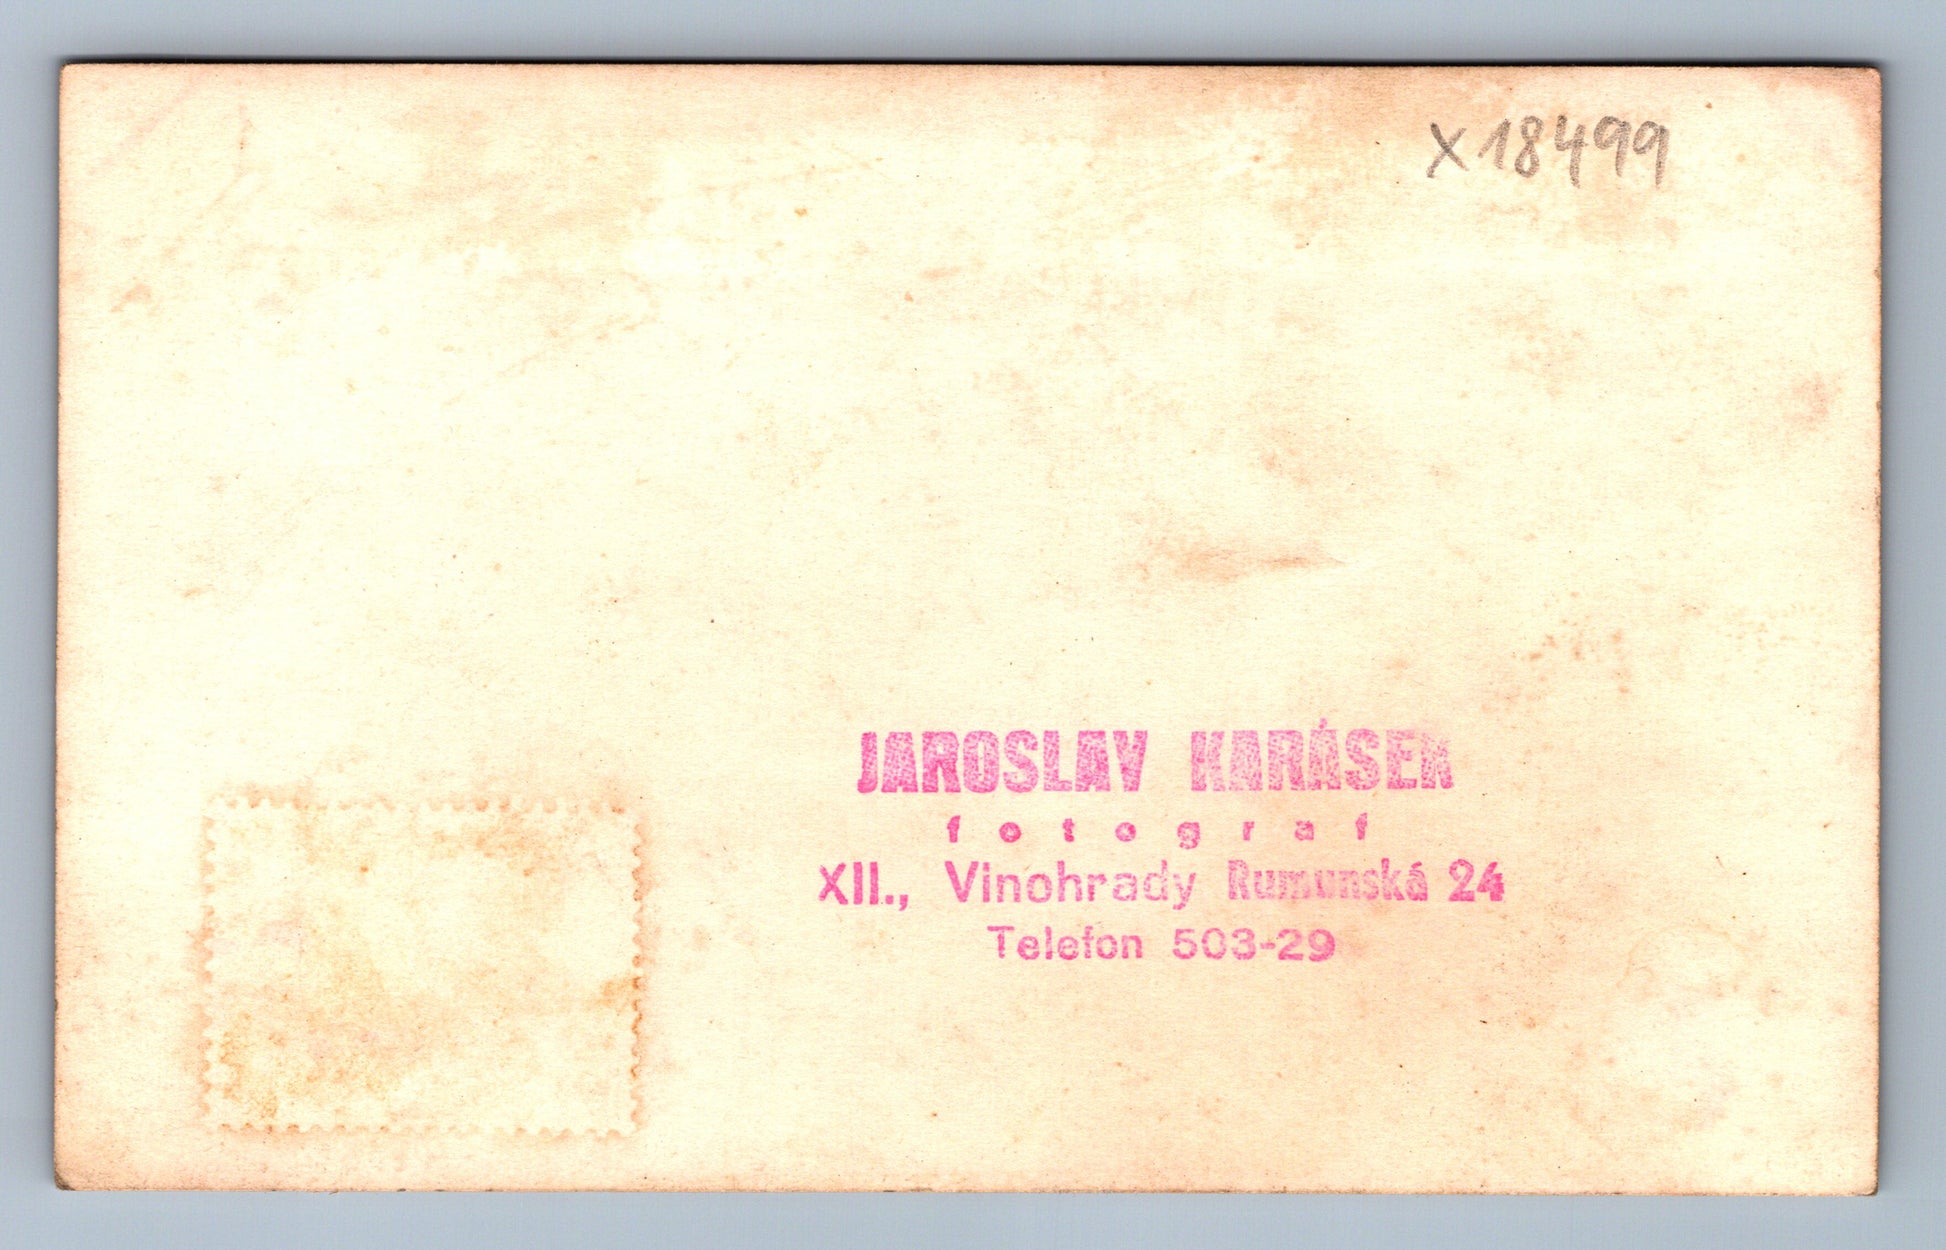 X18499
JAROSLAV KARÁSEK
fotograf
XII., Vinohrady Rumunská 24
Telefon 503-29